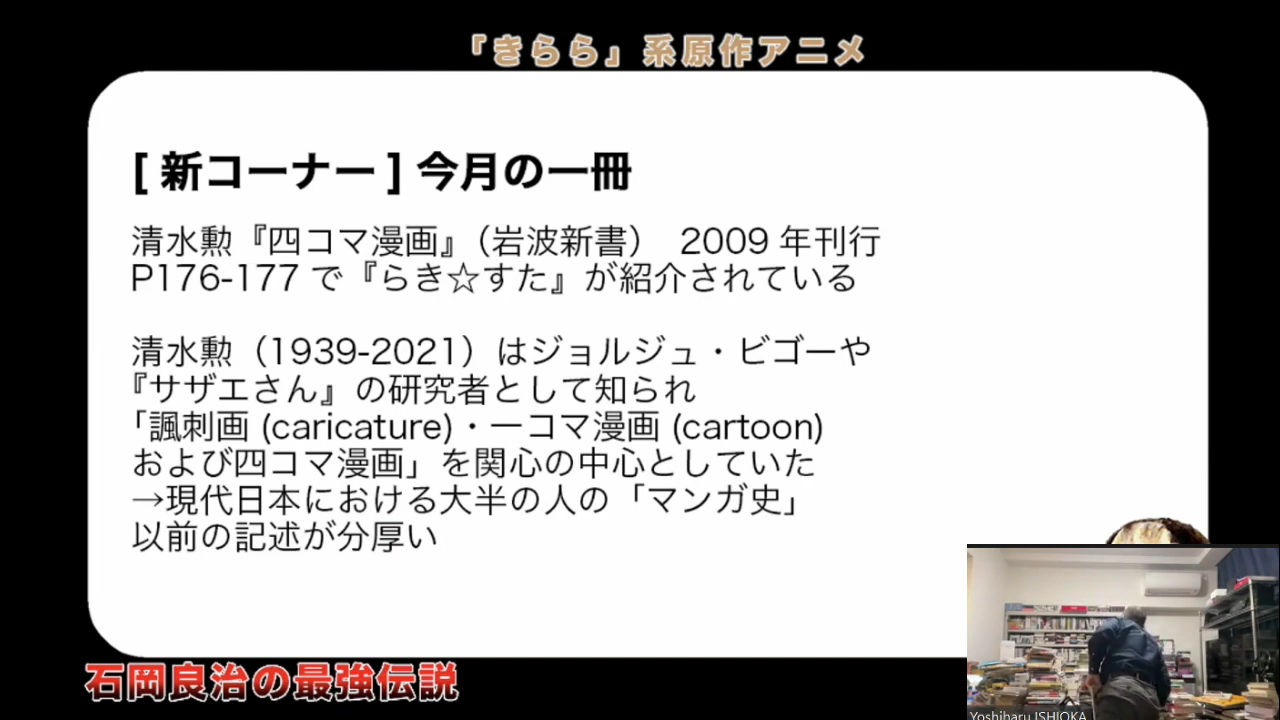 「きらら」系原作アニメ
[ 新コーナー ] 今月の一冊
清水勲『四コマ漫画』（岩波新書） 2009 年刊行
P176-177 で『らき☆すた』が紹介されている
清水勲（1939-2021）はジョルジュ・ビゴーや
『サザエさん』の研究者として知られ
「諷刺画 (caricature)・一コマ漫画 (cartoon)
および四コマ漫画」を関心の中心としていた
→現代日本における大半の人の「マンガ史」
以前の記述が分厚い
石岡良治の最強伝説
Yoshiharu ISHIOKA